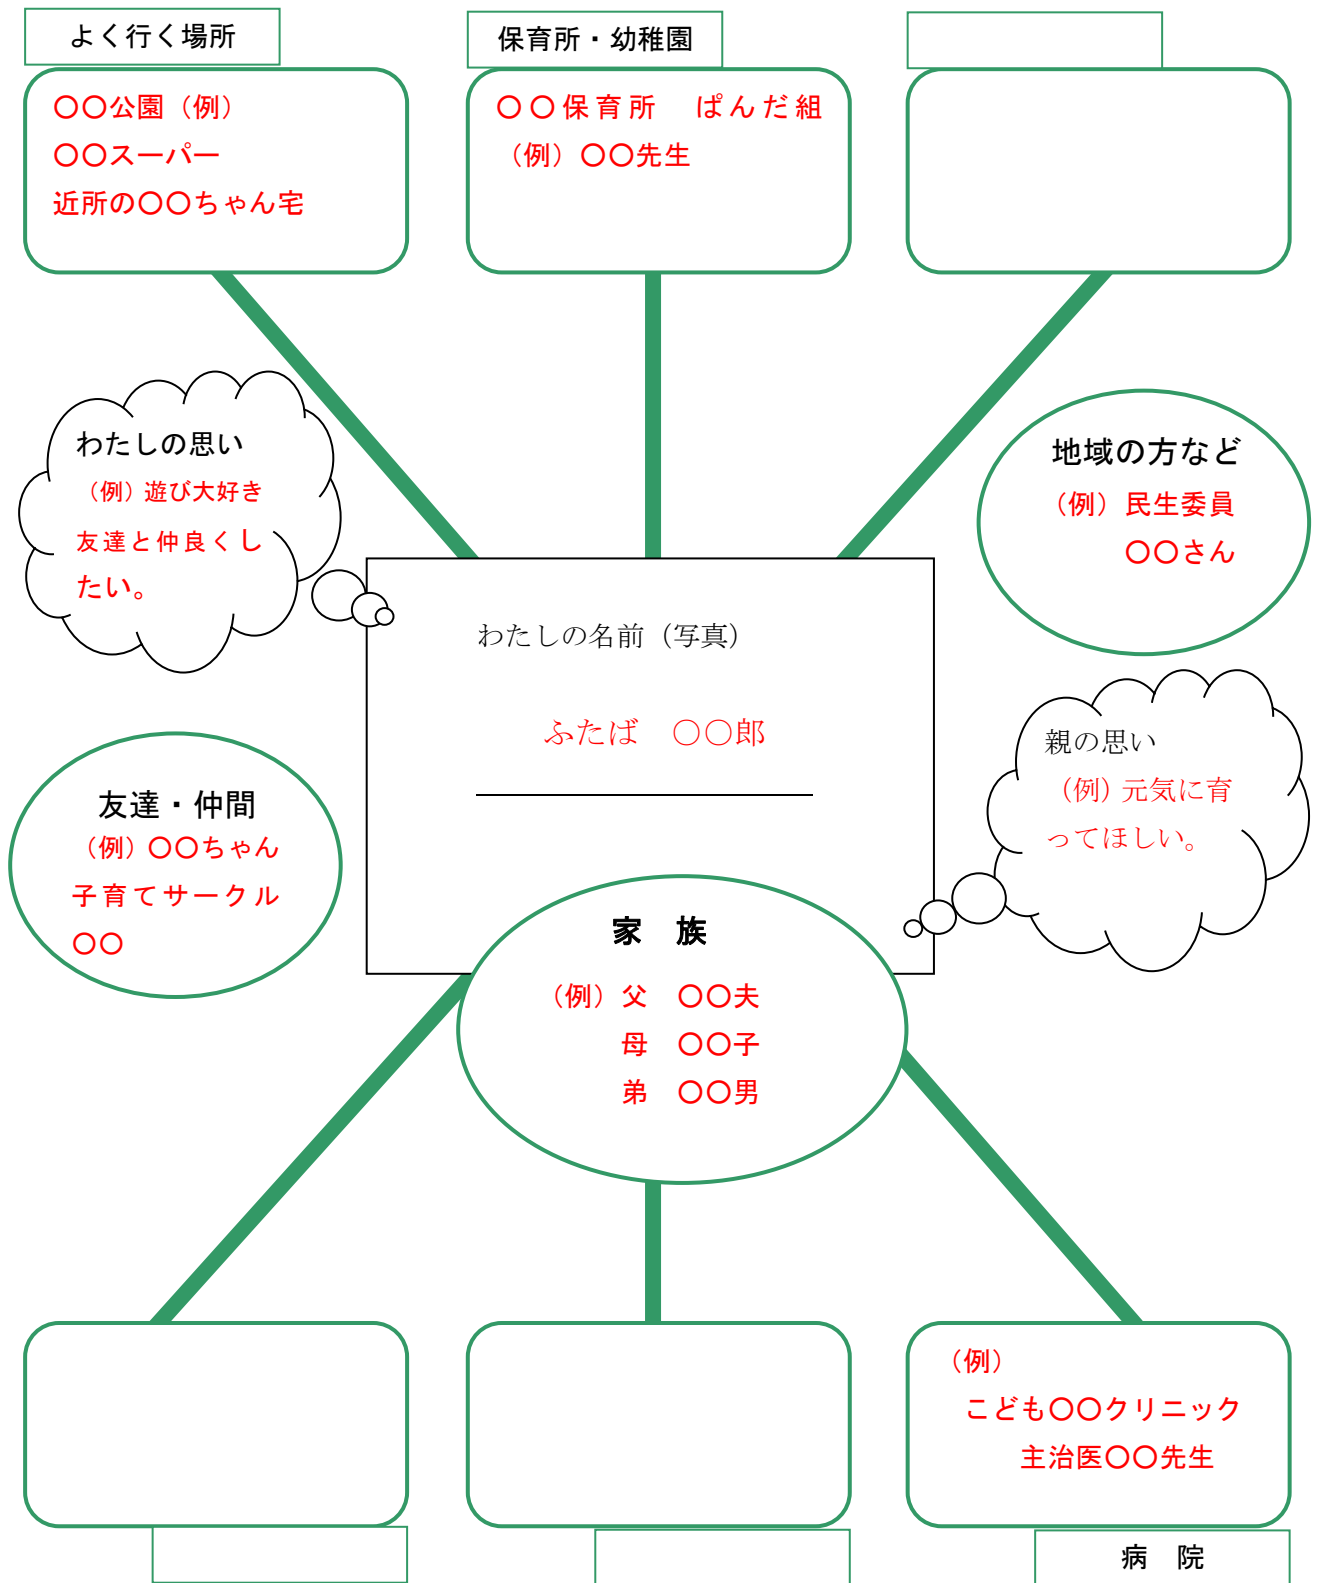 よく行く場所
〇〇公園（例）
〇〇スーパー
近所の〇〇ちゃん宅
保育所・幼稚園
〇〇保育所　ぱんだ組
（例）〇〇先生
わたしの思い
（例）遊び大好き
友達と仲良くし
たい。
地域の方など
（例）民生委員
〇〇さん
わたしの名前（写真）
ふたば　〇〇郎
親の思い
（例）元気に育
ってほしい。
友達・仲間
（例）〇〇ちゃん
子育てサークル
〇〇
家　族
（例）父　〇〇夫
母　〇〇子
弟　〇〇男
（例）
こども〇〇クリニック
主治医〇〇先生
病　院